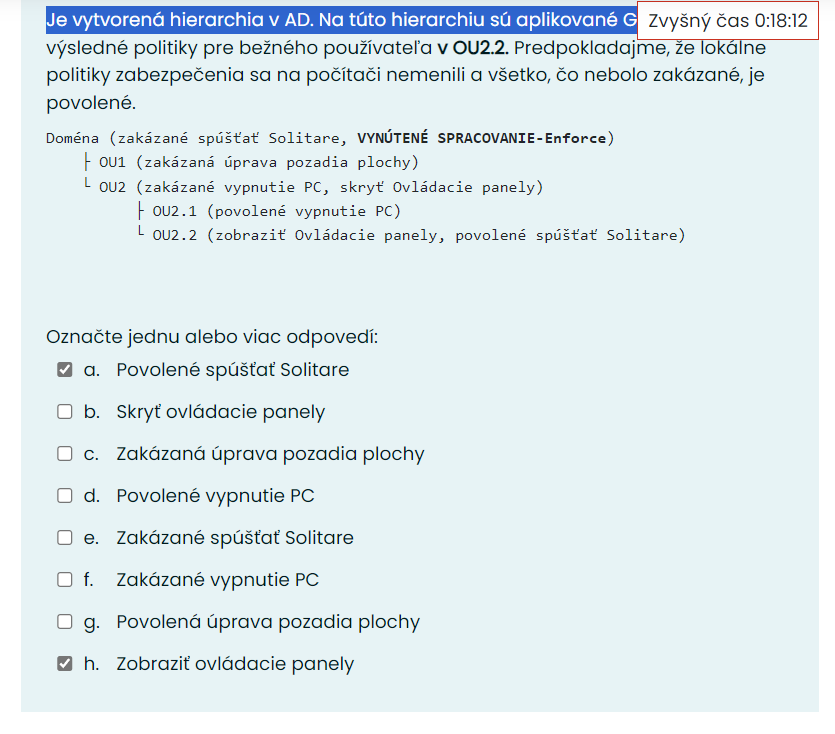 Je vytvorená hierarchia v AD. Na túto hierarchiu sú aplikované G
Zvyšný čas 0:18:12
výsledné politiky pre bežného používateľa v OU2.2. Predpokladajme, že lokálne
politiky zabezpečenia sa na počítači nemenili a všetko, čo nebolo zakázané, je
povolené.
Doména (zakázané spúšťať Solitare, VYNÚTENÉ SPRACOVANIE-Enforce)
├ OU1 (zakázaná úprava pozadia plochy)
└ OU2 (zakázané vypnutie PC, skryť Ovládacie panely)
├ OU2.1 (povolené vypnutie PC)
└ OU2.2 (zobraziť Ovládacie panely, povolené spúšťať Solitare)
Označte jednu alebo viac odpovedí:
a. Povolené spúšťať Solitare
b. Skryť ovládacie panely
c. Zakázaná úprava pozadia plochy
d. Povolené vypnutie PC
e. Zakázané spúšťať Solitare
f. Zakázané vypnutie PC
g. Povolená úprava pozadia plochy
h. Zobraziť ovládacie panely